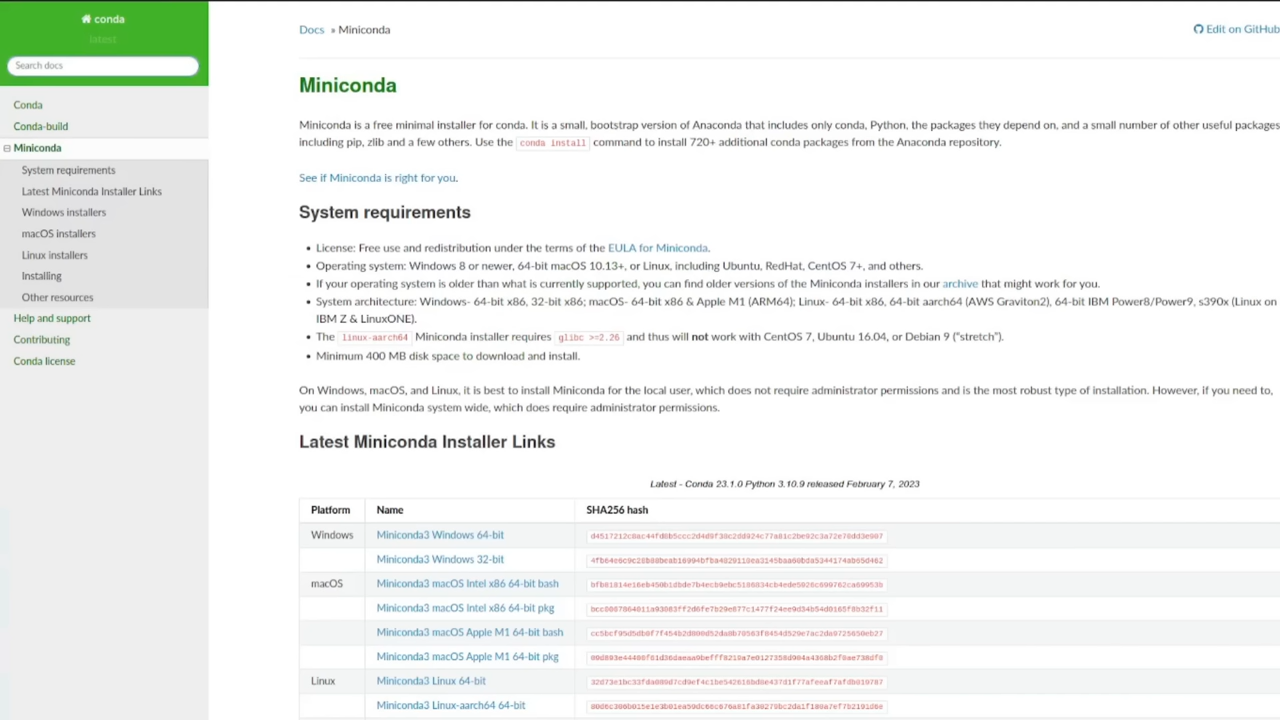 conda
latest
Search docs
Conda
Conda-build
Miniconda
System requirements
Latest Miniconda Installer Links
Windows installers
macOS installers
Linux installers
Installing
Other resources
Help and support
Contributing
Conda license
Docs » Miniconda
Edit on GitHub
Miniconda
Miniconda is a free minimal installer for conda. It is a small, bootstrap version of Anaconda that includes only conda, Python, the packages they depend on, and a small number of other useful packages
including pip, zlib and a few others. Use the conda install command to install 720+ additional conda packages from the Anaconda repository.
See if Miniconda is right for you.
System requirements
• License: Free use and redistribution under the terms of the EULA for Miniconda.
• Operating system: Windows 8 or newer, 64-bit macOS 10.13+, or Linux, including Ubuntu, RedHat, CentOS 7+, and others.
• If your operating system is older than what is currently supported, you can find older versions of the Miniconda installers in our archive that might work for you.
• System architecture: Windows- 64-bit x86, 32-bit x86; macOS- 64-bit x86 & Apple M1 (ARM64); Linux- 64-bit x86, 64-bit aarch64 (AWS Graviton2), 64-bit IBM Power8/Power9, s390x (Linux on
IBM Z & LinuxONE).
• The linux-aarch64 Miniconda installer requires glibc >=2.26 and thus will not work with CentOS 7, Ubuntu 16.04, or Debian 9 (“stretch”).
• Minimum 400 MB disk space to download and install.
On Windows, macOS, and Linux, it is best to install Miniconda for the local user, which does not require administrator permissions and is the most robust type of installation. However, if you need to,
you can install Miniconda system wide, which does require administrator permissions.
Latest Miniconda Installer Links
Latest - Conda 23.1.0 Python 3.10.9 released February 7, 2023
Platform Name SHA256 hash
Windows Miniconda3 Windows 64-bit
Miniconda3 Windows 32-bit
macOS Miniconda3 macOS Intel x86 64-bit bash
Miniconda3 macOS Intel x86 64-bit pkg
Miniconda3 macOS Apple M1 64-bit bash
Miniconda3 macOS Apple M1 64-bit pkg
Linux Miniconda3 Linux 64-bit
Miniconda3 Linux-aarch64 64-bit